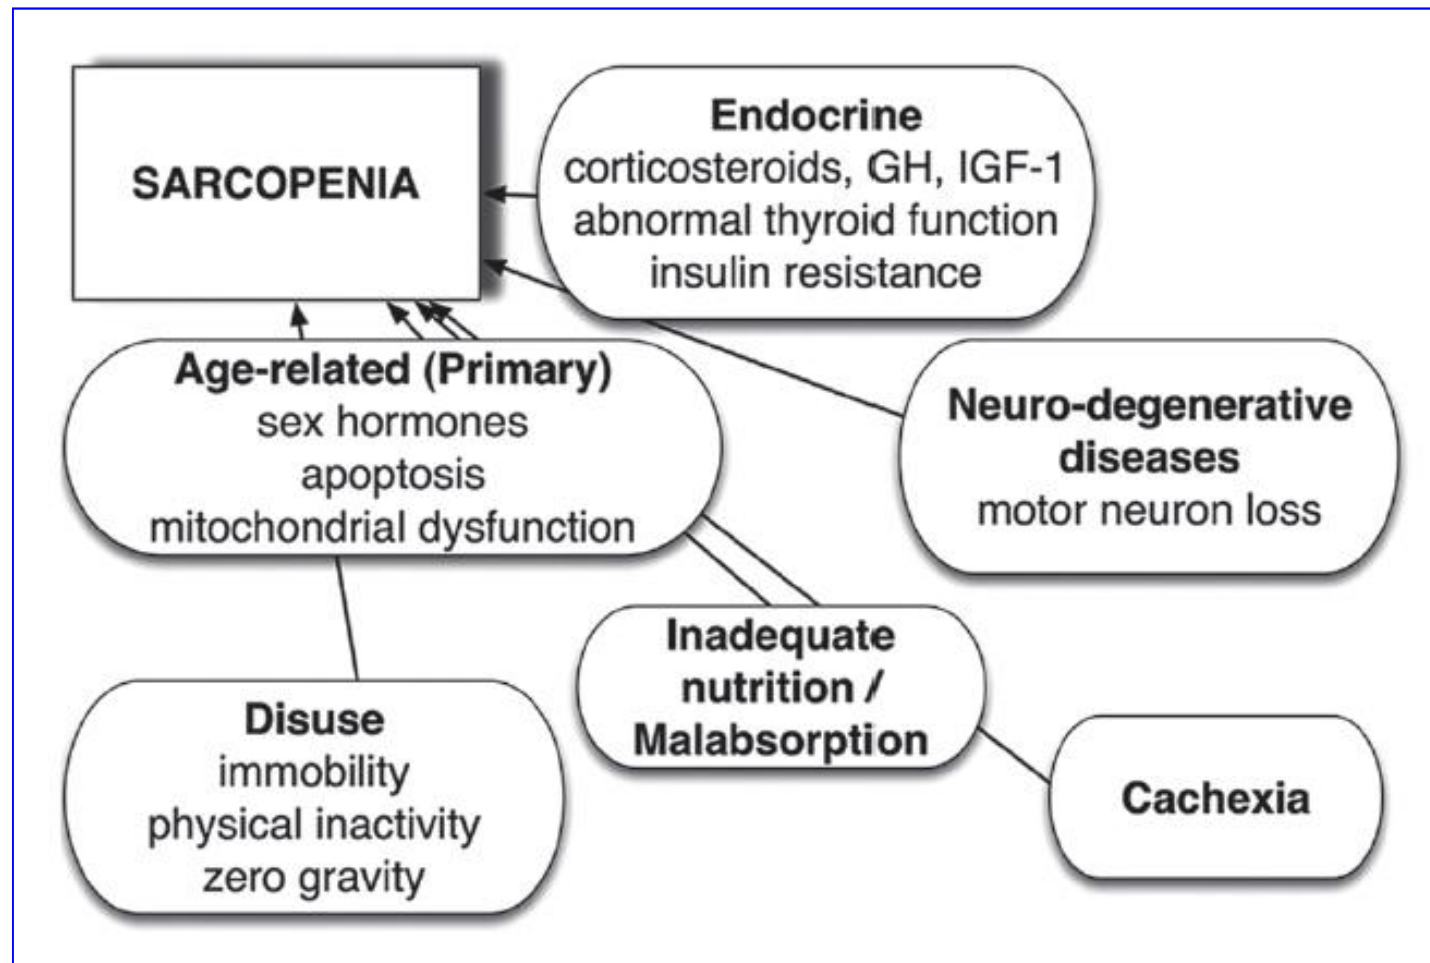 SARCOPENIA
Endocrine
corticosteroids, GH, IGF-1
abnormal thyroid function
insulin resistance
Age-related (Primary)
sex hormones
apoptosis
mitochondrial dysfunction
Neuro-degenerative
diseases
motor neuron loss
Inadequate
nutrition /
Malabsorption
Disuse
immobility
physical inactivity
zero gravity
Cachexia